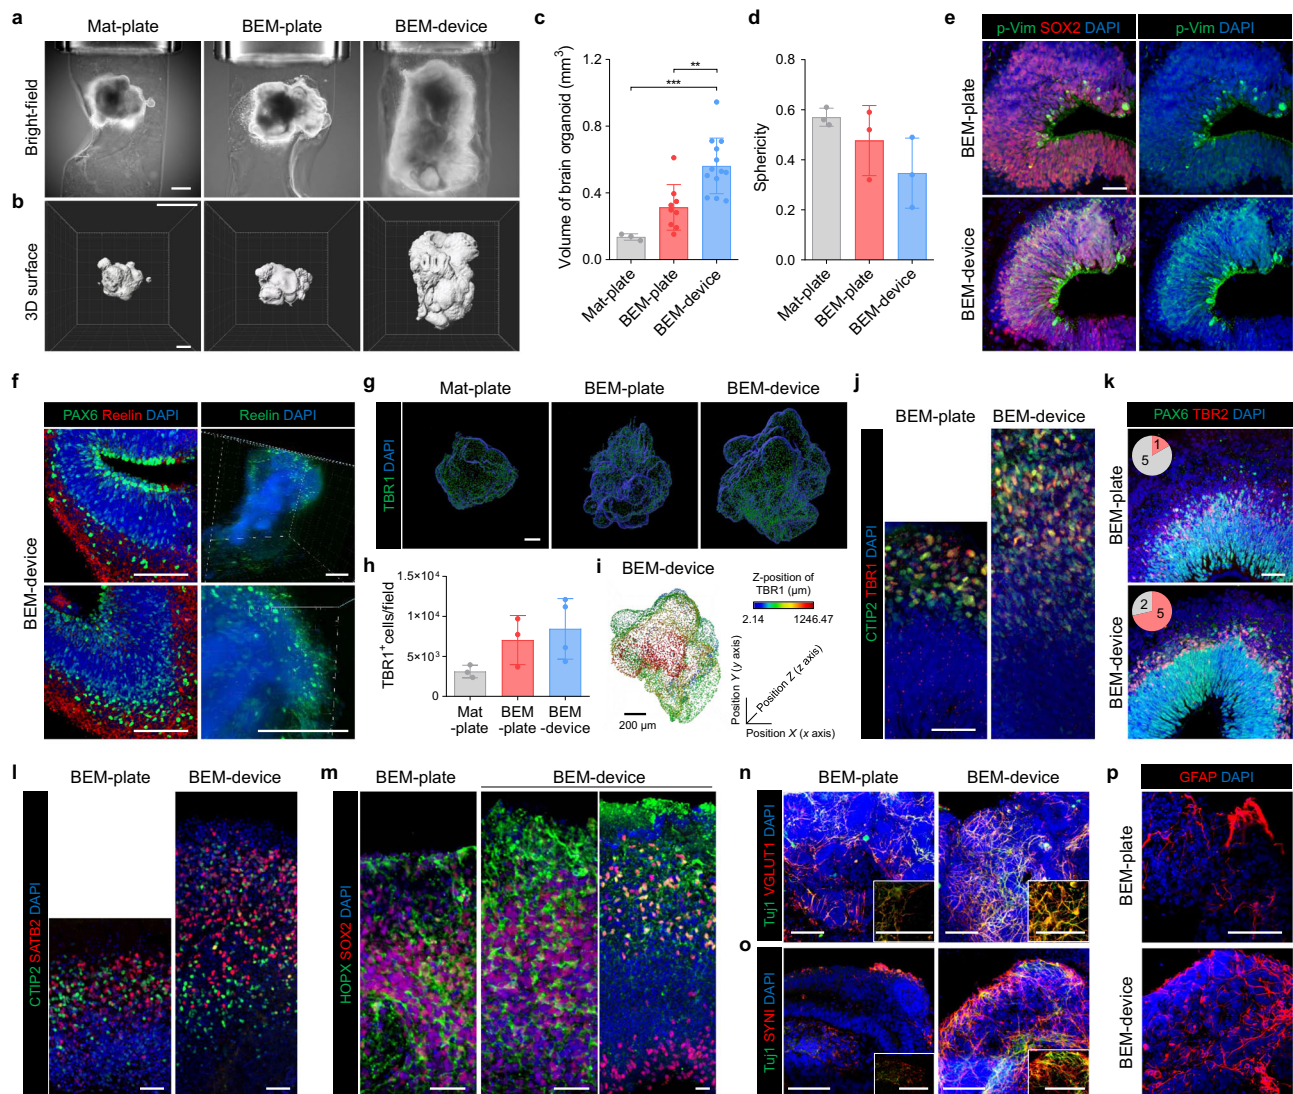 a
Mat-plate
BEM-plate
BEM-device
Bright-field
b
3D surface
c
Volume of brain organoid (mm3)
1.2
0.8
0.4
0.0
**
***
Mat-plate
BEM-plate
BEM-device
d
Sphericity
0.8
0.6
0.4
0.2
0.0
Mat-plate
BEM-plate
BEM-device
e
p-Vim SOX2 DAPI
p-Vim DAPI
BEM-plate
BEM-device
f
PAX6 Reelin DAPI
Reelin DAPI
BEM-device
g
Mat-plate
BEM-plate
BEM-device
TBR1 DAPI
h
TBR1+cells/field
1.5×104
1×104
5×103
0
Mat
-plate
BEM
-plate
BEM
-device
i
BEM-device
200 µm
Z-position of
TBR1 (µm)
2.14
1246.47
Position Y (y axis)
Position Z (z axis)
Position X (x axis)
j
BEM-plate
BEM-device
CTIP2 TBR1 DAPI
k
PAX6 TBR2 DAPI
BEM-plate
1
5
BEM-device
2
5
l
BEM-plate
BEM-device
CTIP2 SATB2 DAPI
m
BEM-plate
BEM-device
HOPX SOX2 DAPI
n
BEM-plate
BEM-device
Tuj1 VGLUT1 DAPI
o
Tuj1 SYNI DAPI
p
GFAP DAPI
BEM-plate
BEM-device